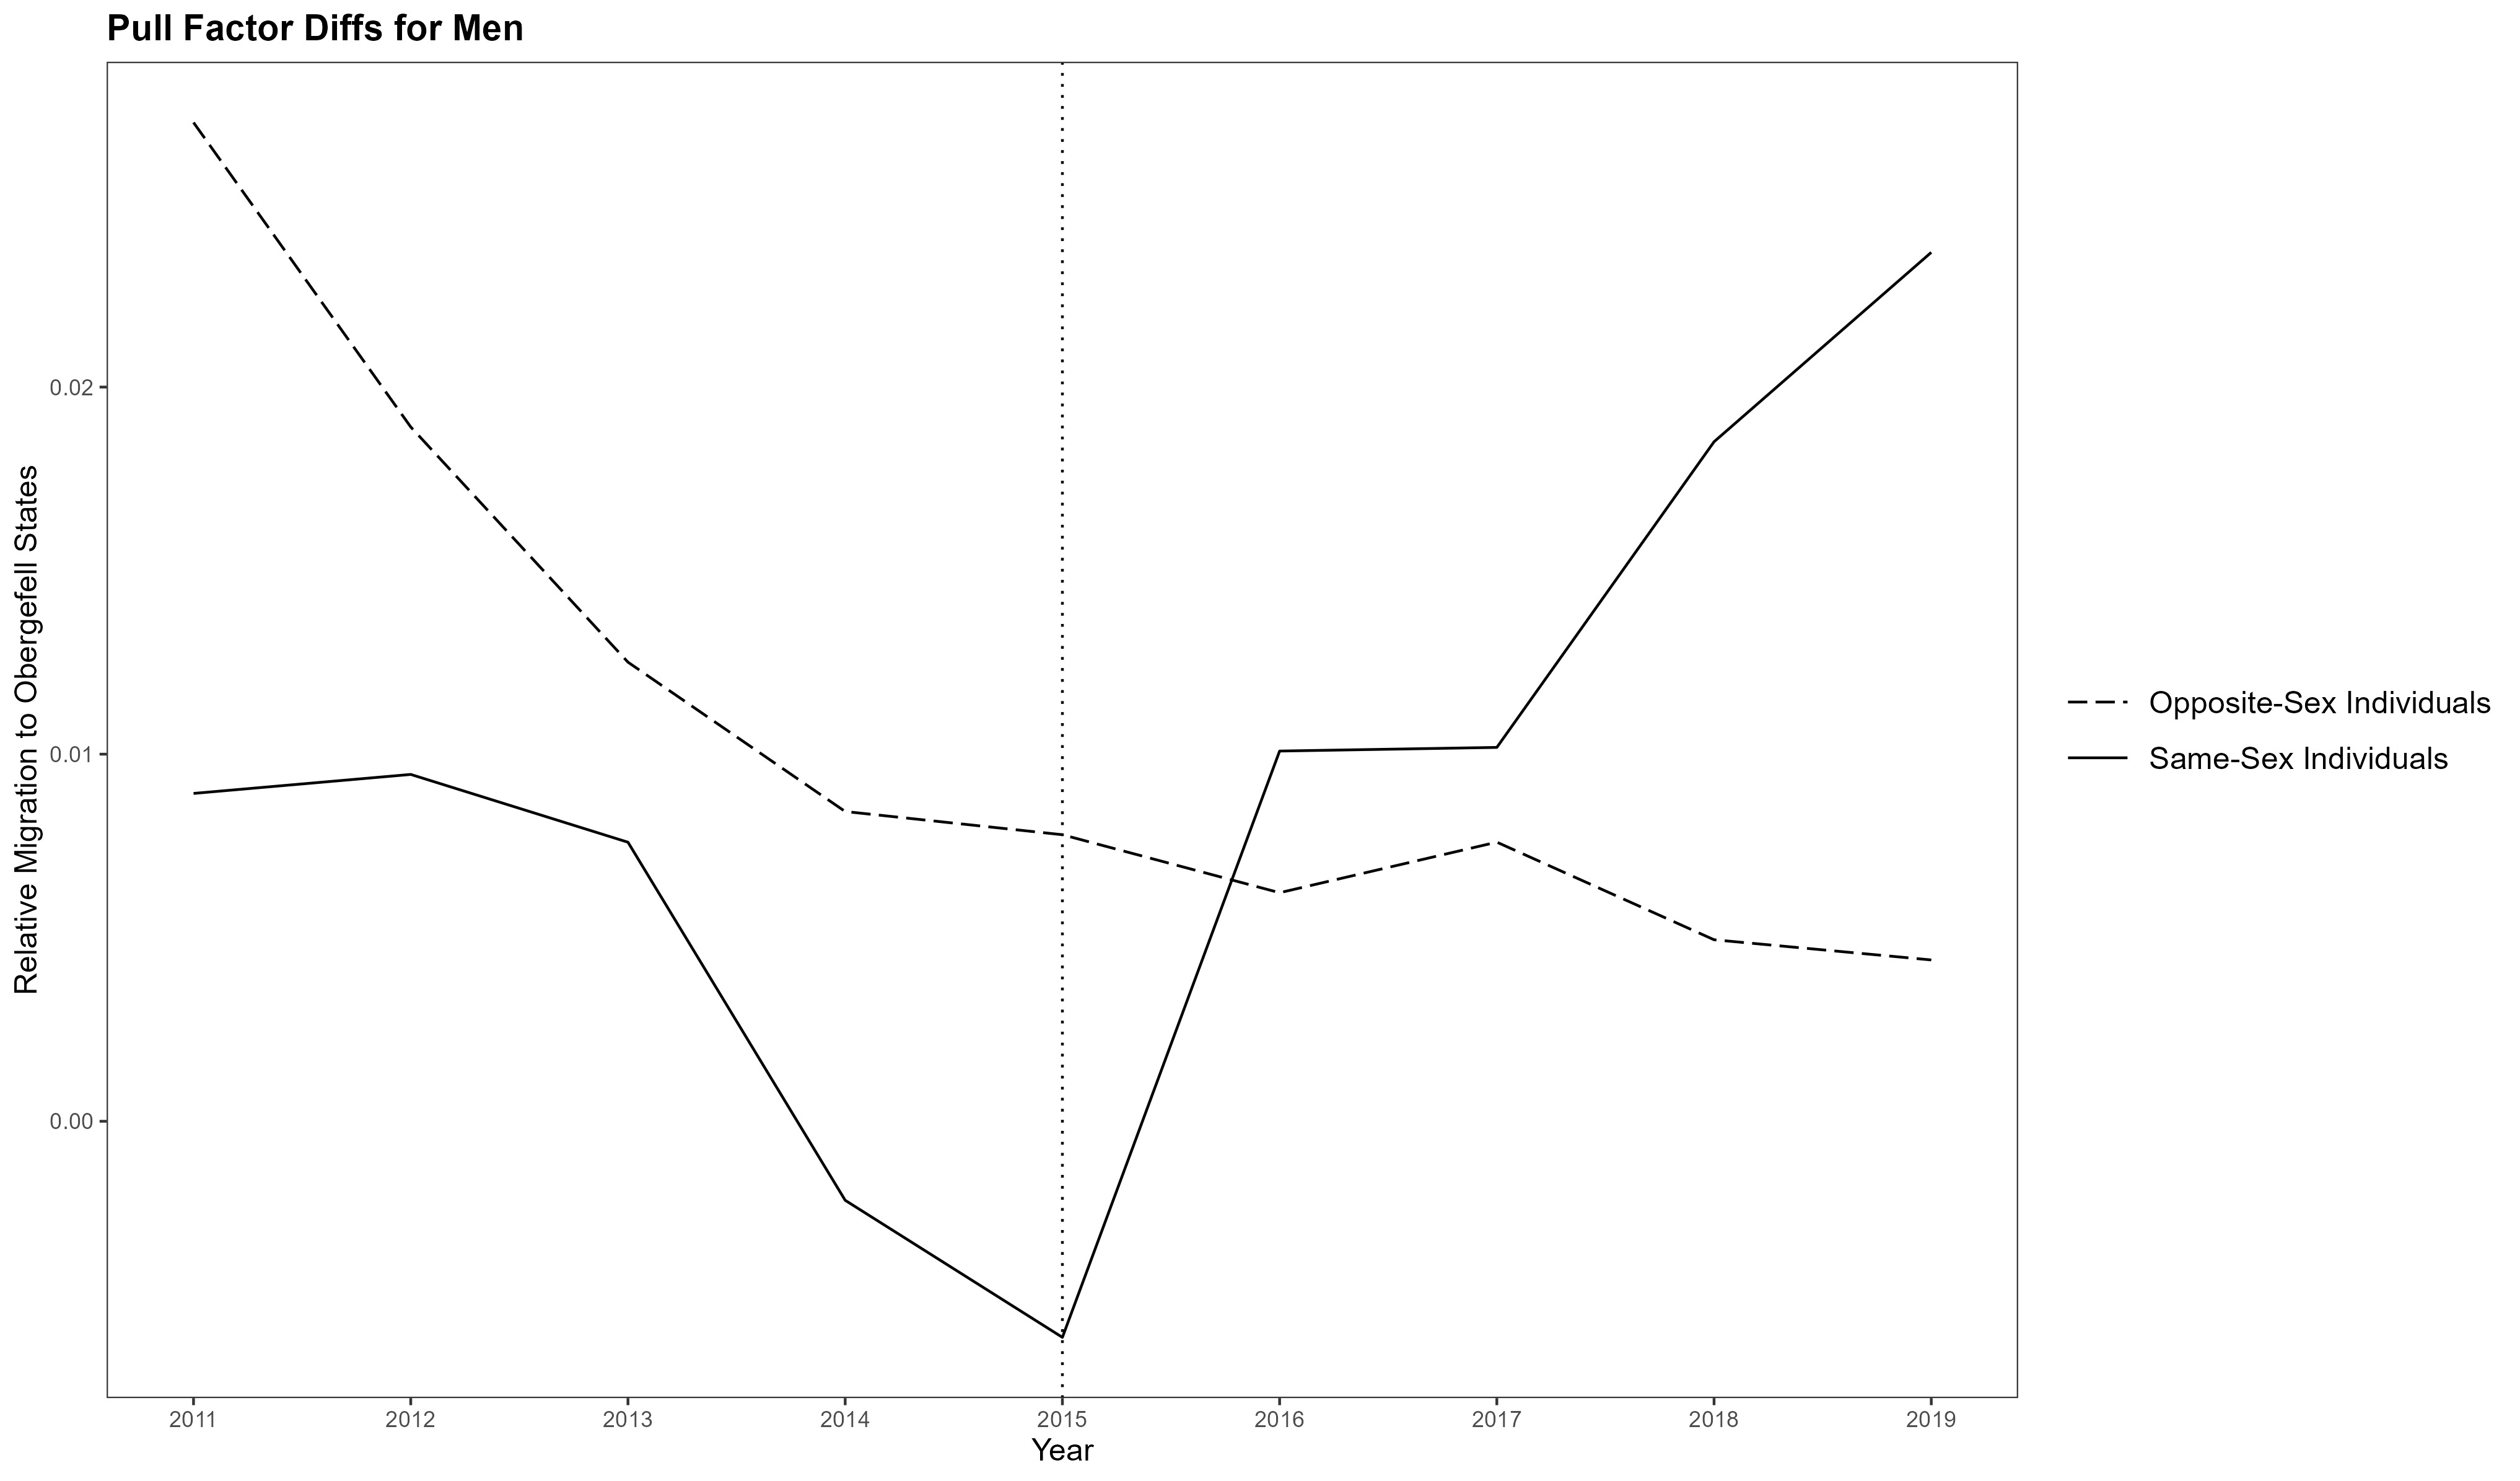 Pull Factor Diffs for Men
Relative Migration to Obergefell States
0.02
0.01
0.00
2011 2012 2013 2014 2015 2016 2017 2018 2019
Year
Opposite-Sex Individuals
Same-Sex Individuals